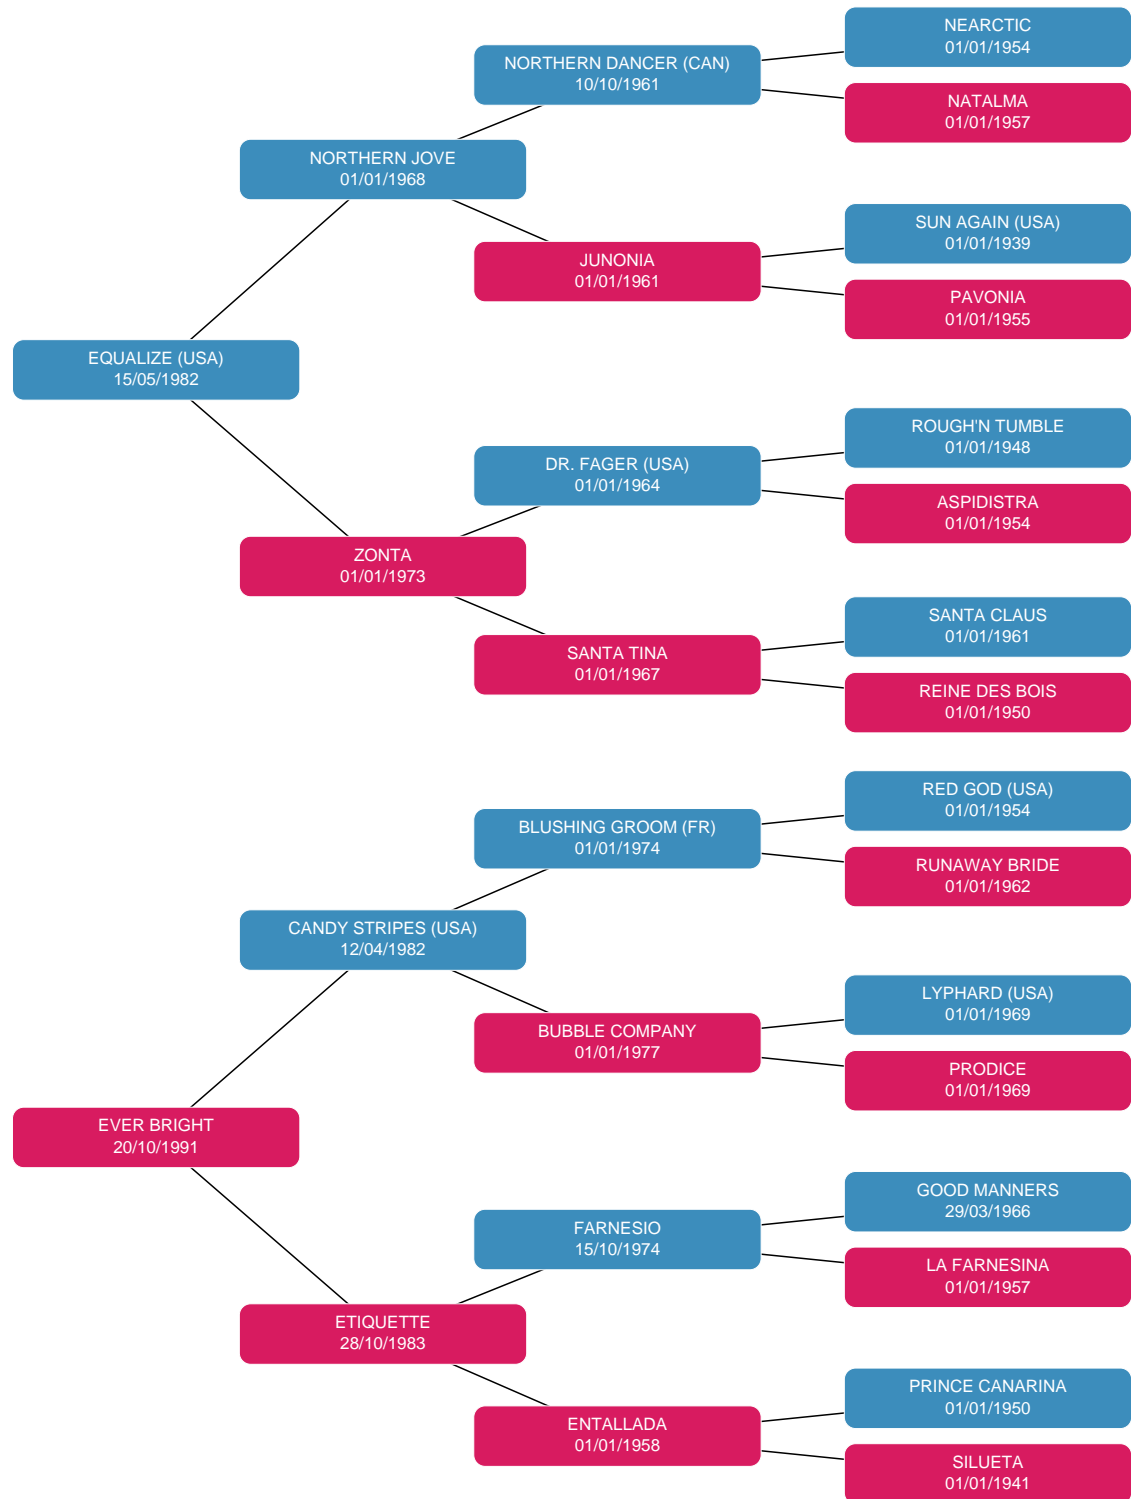 NEARCTIC
01/01/1954
NORTHERN DANCER (CAN)
10/10/1961
NATALMA
01/01/1957
NORTHERN JOVE
01/01/1968
SUN AGAIN (USA)
01/01/1939
JUNONIA
01/01/1961
PAVONIA
01/01/1955
EQUALIZE (USA)
15/05/1982
ROUGH'N TUMBLE
01/01/1948
DR. FAGER (USA)
01/01/1964
ASPIDISTRA
01/01/1954
ZONTA
01/01/1973
SANTA CLAUS
01/01/1961
SANTA TINA
01/01/1967
REINE DES BOIS
01/01/1950
RED GOD (USA)
01/01/1954
BLUSHING GROOM (FR)
01/01/1974
RUNAWAY BRIDE
01/01/1962
CANDY STRIPES (USA)
12/04/1982
LYPHARD (USA)
01/01/1969
BUBBLE COMPANY
01/01/1977
PRODICE
01/01/1969
EVER BRIGHT
20/10/1991
GOOD MANNERS
29/03/1966
FARNESIO
15/10/1974
LA FARNESINA
01/01/1957
ETIQUETTE
28/10/1983
PRINCE CANARINA
01/01/1950
ENTALLADA
01/01/1958
SILUETA
01/01/1941